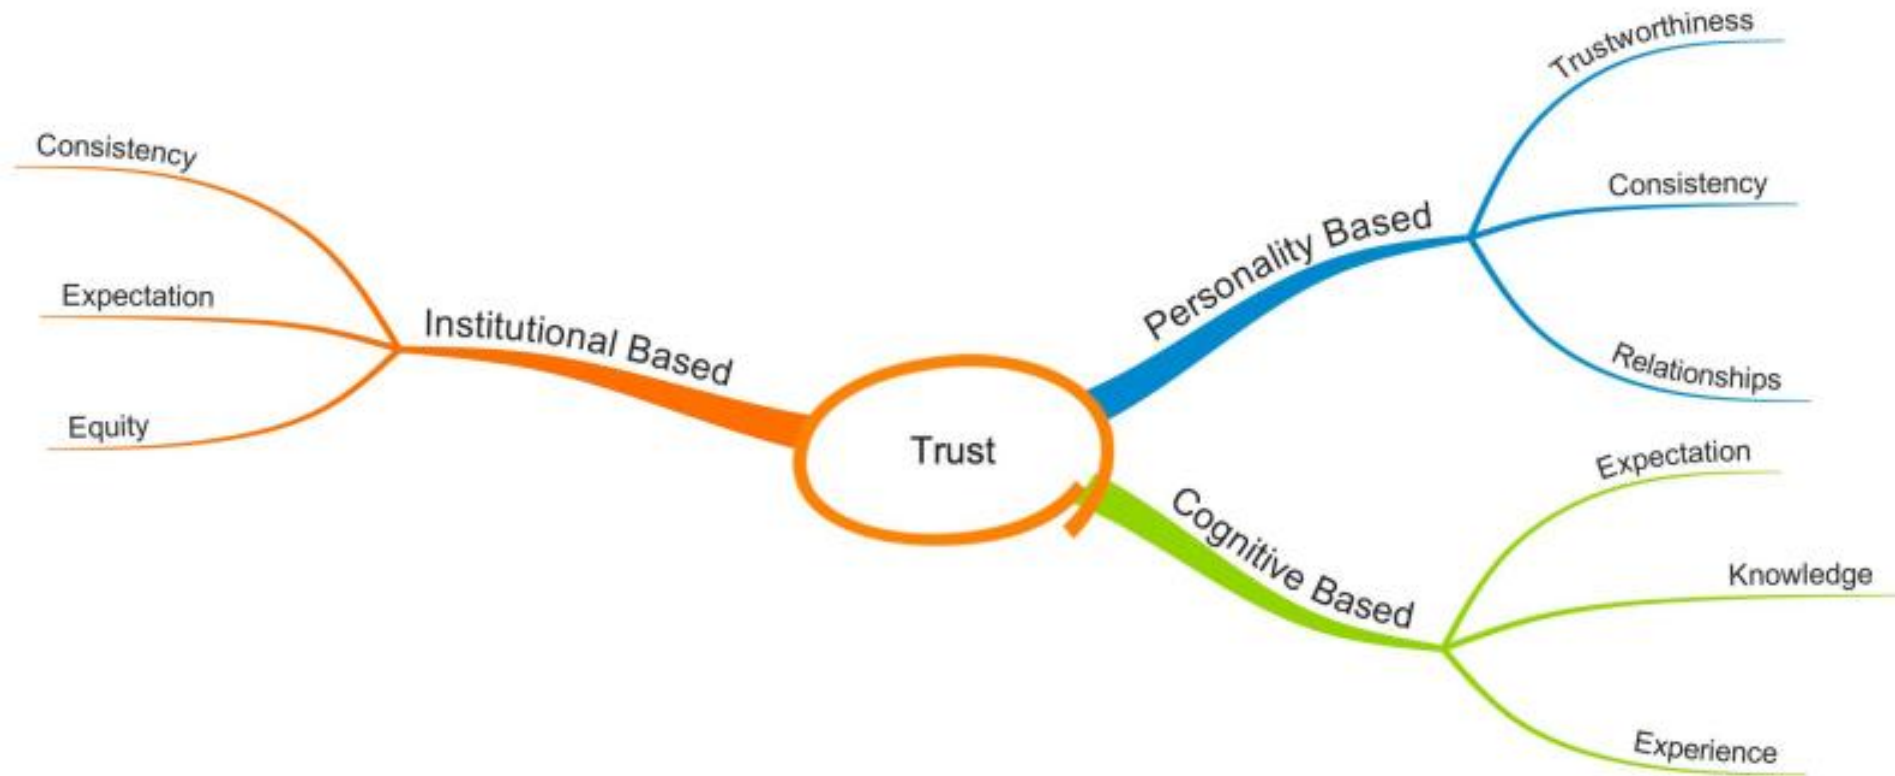 Trust
Institutional Based
Consistency
Expectation
Equity
Personality Based
Trustworthiness
Consistency
Relationships
Cognitive Based
Expectation
Knowledge
Experience